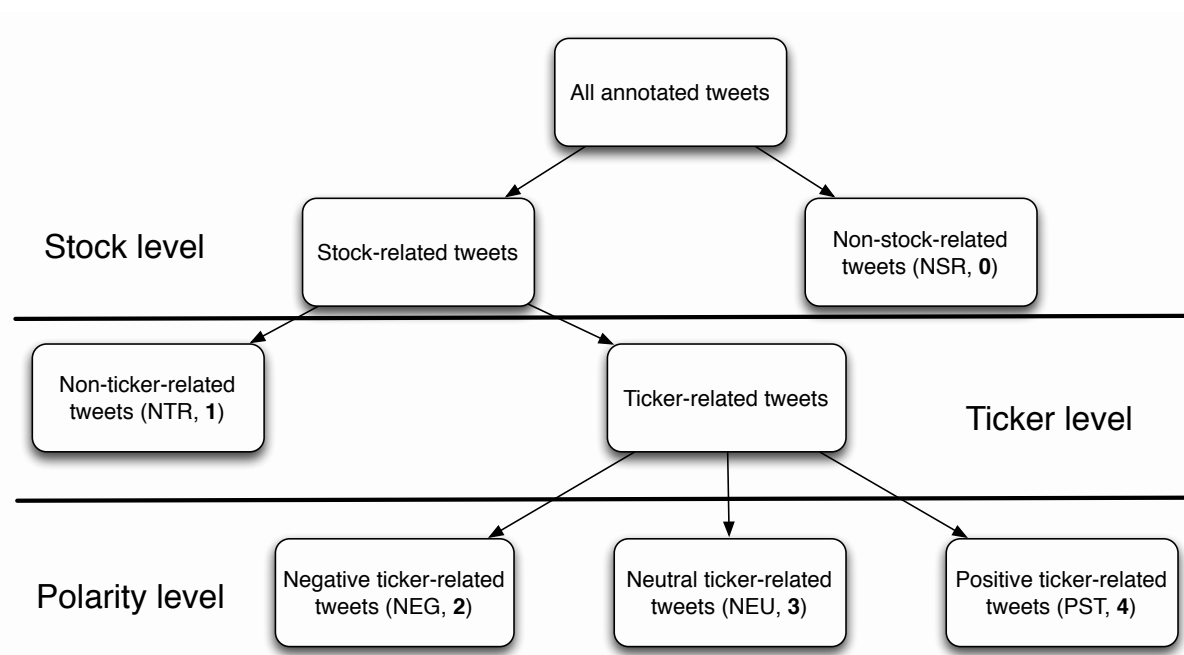 All annotated tweets
Stock level
Stock-related tweets
Non-stock-related
tweets (NSR, 0)
Non-ticker-related
tweets (NTR, 1)
Ticker-related tweets
Ticker level
Polarity level
Negative ticker-related
tweets (NEG, 2)
Neutral ticker-related
tweets (NEU, 3)
Positive ticker-related
tweets (PST, 4)